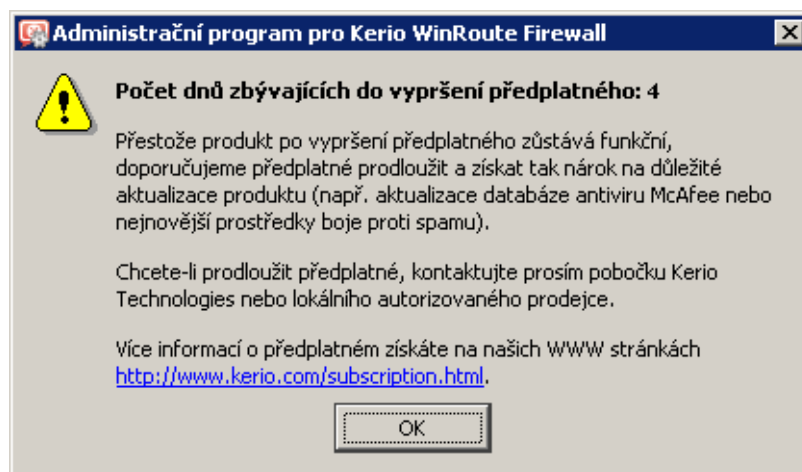 Administrační program pro Kerio WinRoute Firewall
Počet dnů zbývajících do vypršení předplatného: 4
Přestože produkt po vypršení předplatného zůstává funkční,
doporučujeme předplatné prodloužit a získat tak nárok na důležité
aktualizace produktu (např. aktualizace databáze antiviru McAfee nebo
nejnovější prostředky boje proti spamu).
Chcete-li prodloužit předplatné, kontaktujte prosím pobočku Kerio
Technologies nebo lokálního autorizovaného prodejce.
Více informací o předplatném získáte na našich WWW stránkách
http://www.kerio.com/subscription.html.
OK